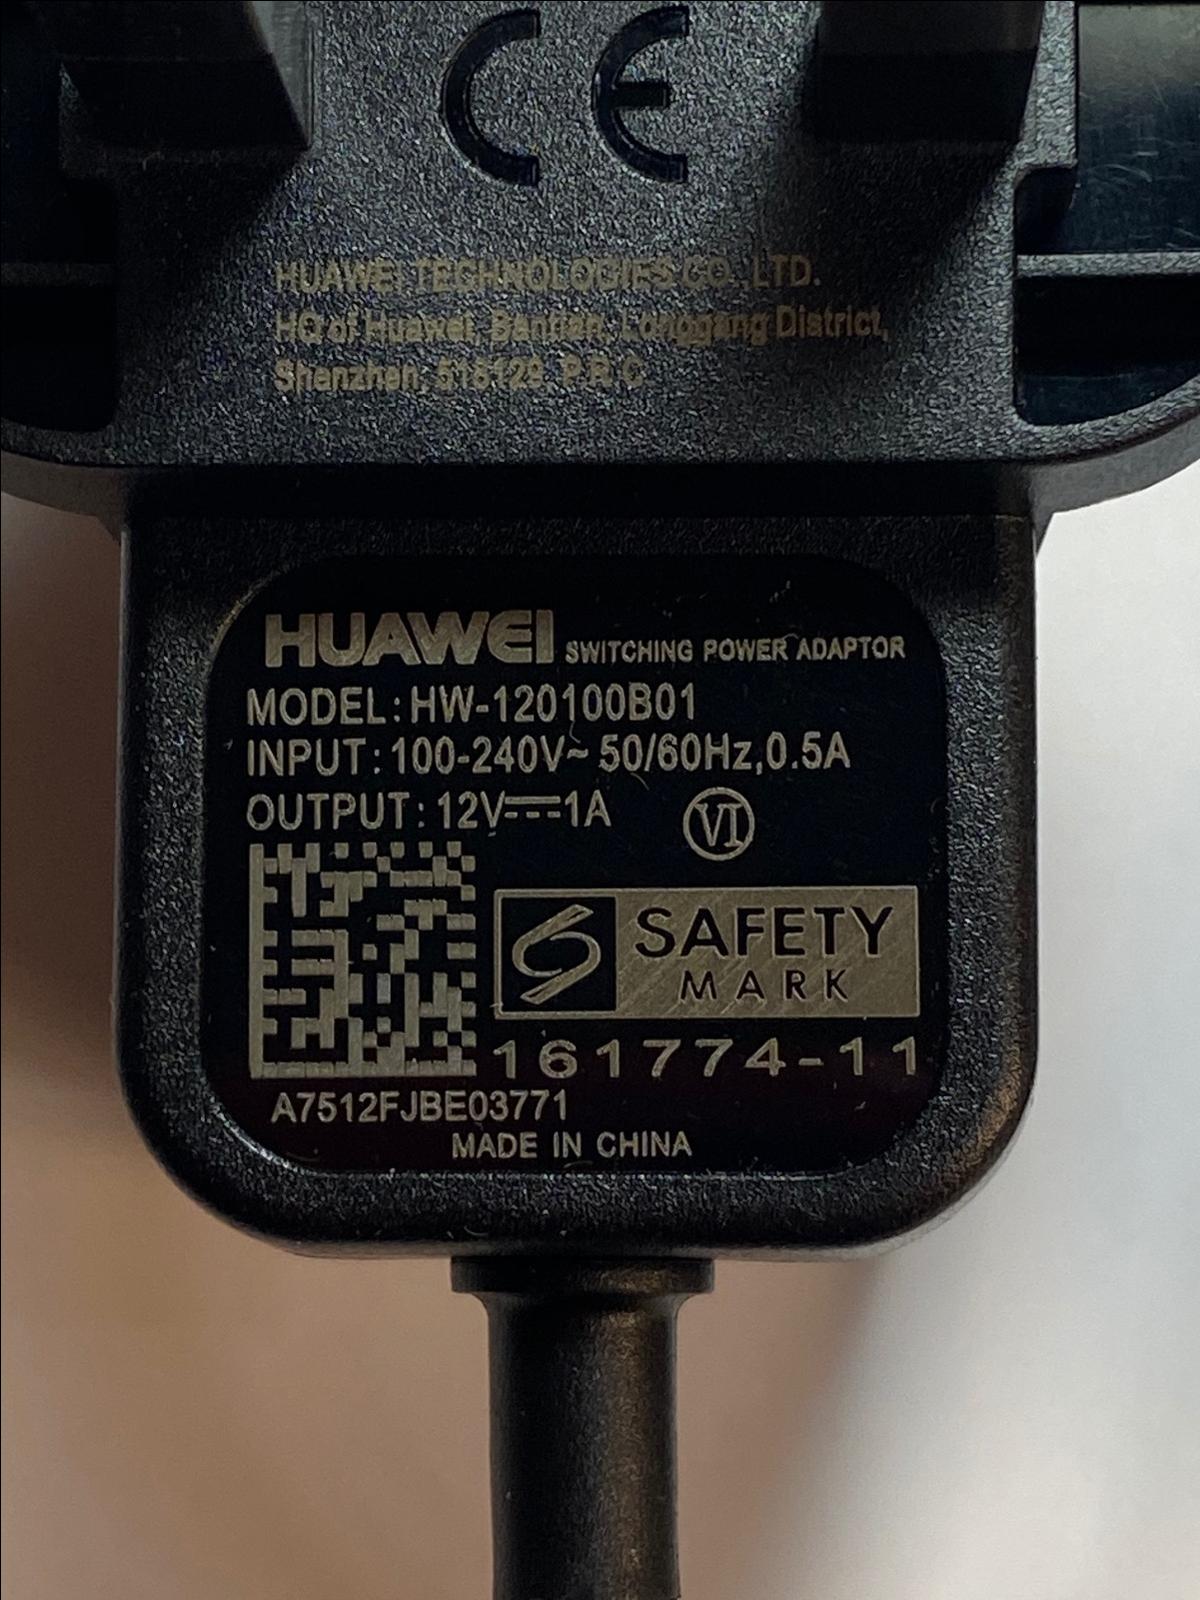 CE
HUAWEI TECHNOLOGIES CO.,LTD.
HQ of Huawei, Bantian, Longgang District,
Shenzhen, 518129 P.R.C
HUAWEI SWITCHING POWER ADAPTOR
MODEL:HW-120100B01
INPUT:100-240V~ 50/60Hz,0.5A
OUTPUT:12V⎓1A
VI
SAFETY
MARK
161774-11
A7512FJBE03771
MADE IN CHINA